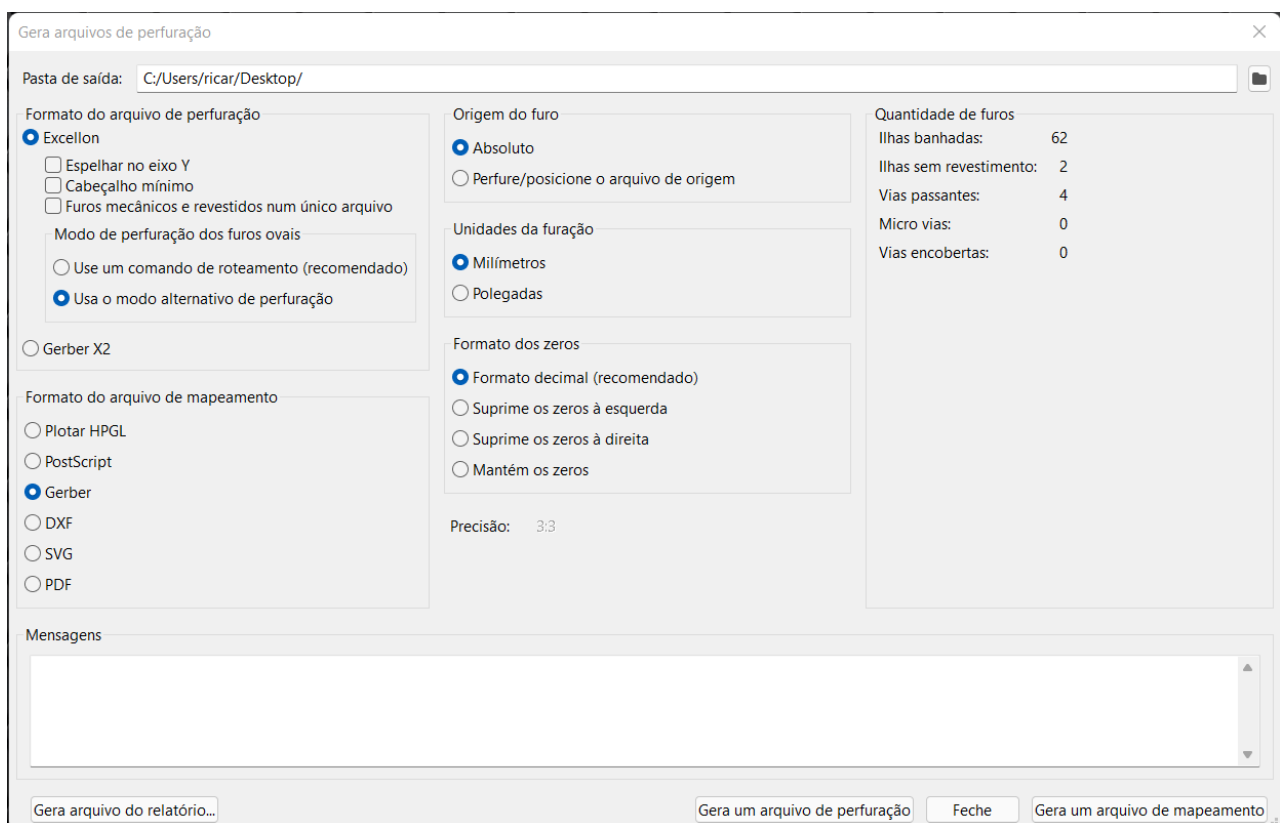 Gera arquivos de perfuração
Pasta de saída: C:/Users/ricar/Desktop/
Formato do arquivo de perfuração
Excellon
Espelhar no eixo Y
Cabeçalho mínimo
Furos mecânicos e revestidos num único arquivo
Modo de perfuração dos furos ovais
Use um comando de roteamento (recomendado)
Usa o modo alternativo de perfuração
Gerber X2
Formato do arquivo de mapeamento
Plotar HPGL
PostScript
Gerber
DXF
SVG
PDF
Origem do furo
Absoluto
Perfure/posicione o arquivo de origem
Unidades da furação
Milímetros
Polegadas
Formato dos zeros
Formato decimal (recomendado)
Suprime os zeros à esquerda
Suprime os zeros à direita
Mantém os zeros
Precisão: 3:3
Quantidade de furos
Ilhas banhadas: 62
Ilhas sem revestimento: 2
Vias passantes: 4
Micro vias: 0
Vias encobertas: 0
Mensagens
Gera arquivo do relatório...
Gera um arquivo de perfuração
Feche
Gera um arquivo de mapeamento